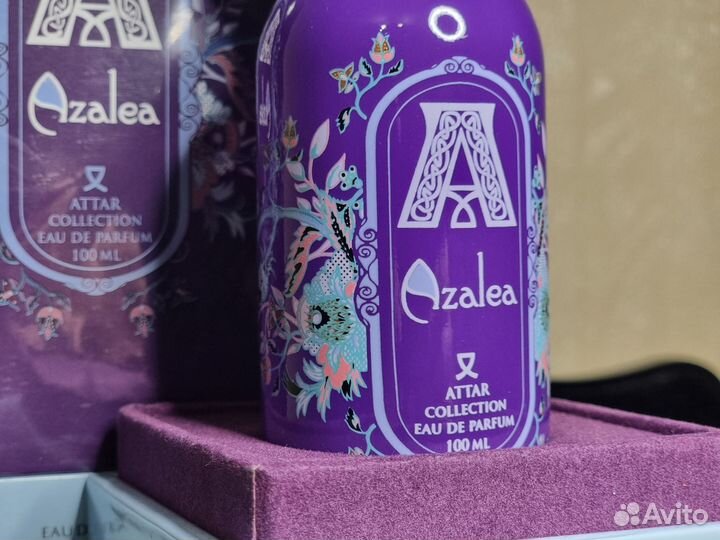 A
Azalea
ATTAR
COLLECTION
EAU DE PARFUM
100 ML
A
Azalea
ATTAR
COLLECTION
EAU DE PARFUM
100 ML
Avito